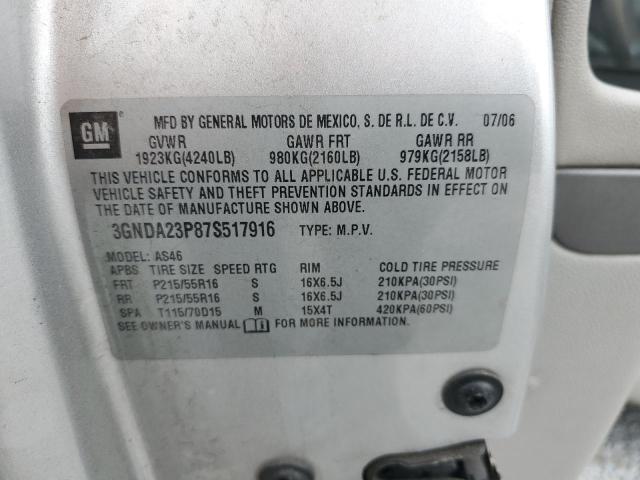 GM
MFD BY GENERAL MOTORS DE MEXICO, S. DE R.L. DE C.V. 07/06
GVWR GAWR FRT GAWR RR
1923KG(4240LB) 980KG(2160LB) 979KG(2158LB)
THIS VEHICLE CONFORMS TO ALL APPLICABLE U.S. FEDERAL MOTOR
VEHICLE SAFETY AND THEFT PREVENTION STANDARDS IN EFFECT ON
THE DATE OF MANUFACTURE SHOWN ABOVE.
3GNDA23P87S517916 TYPE: M.P.V.
MODEL: AS46
APBS TIRE SIZE SPEED RTG RIM COLD TIRE PRESSURE
FRT P215/55R16 S 16X6.5J 210KPA(30PSI)
RR P215/55R16 S 16X6.5J 210KPA(30PSI)
SPA T115/70D15 M 15X4T 420KPA(60PSI)
SEE OWNER'S MANUAL FOR MORE INFORMATION.